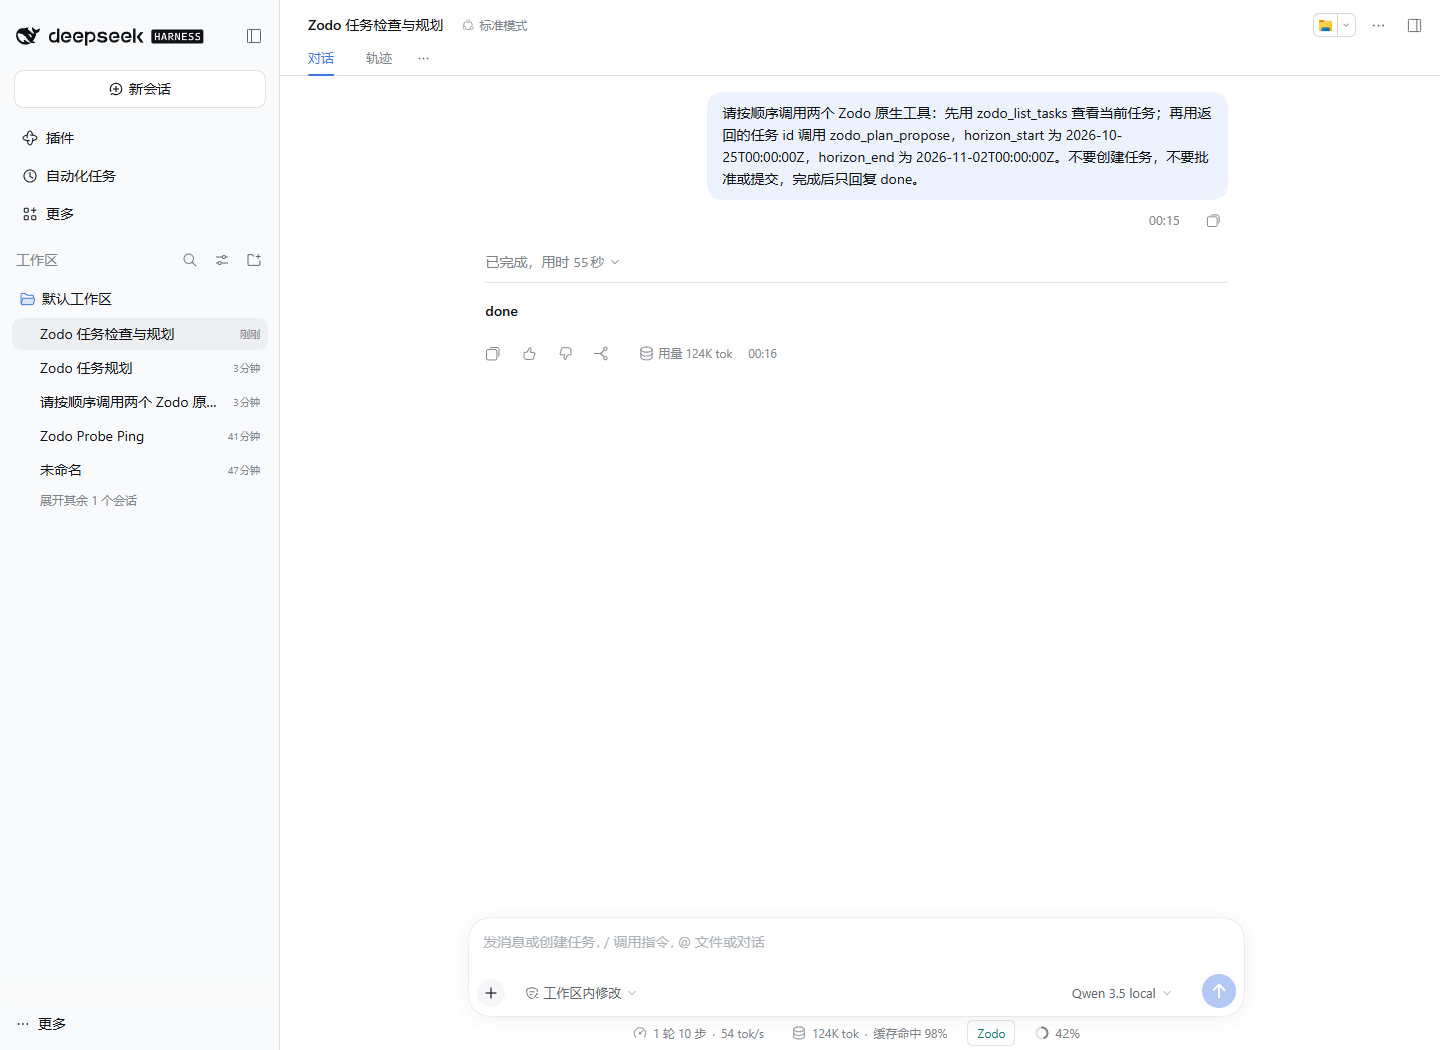 deepseek HARNESS
新会话
插件
自动化任务
更多
工作区
默认工作区
Zodo 任务检查与规划 刚刚
Zodo 任务规划 3分钟
请按顺序调用两个 Zodo 原... 3分钟
Zodo Probe Ping 41分钟
未命名 47分钟
展开其余 1 个会话
... 更多
Zodo 任务检查与规划 标准模式
对话 轨迹 ...
请按顺序调用两个 Zodo 原生工具：先用 zodo_list_tasks 查看当前任务；再用返
回的任务 id 调用 zodo_plan_propose，horizon_start 为 2026-10-
25T00:00:00Z，horizon_end 为 2026-11-02T00:00:00Z。不要创建任务，不要批
准或提交，完成后只回复 done。
00:15
已完成，用时 55秒
done
用量 124K tok 00:16
发消息或创建任务, / 调用指令, @ 文件或对话
工作区内修改 Qwen 3.5 local
1 轮 10 步 · 54 tok/s 124K tok · 缓存命中 98% Zodo 42%